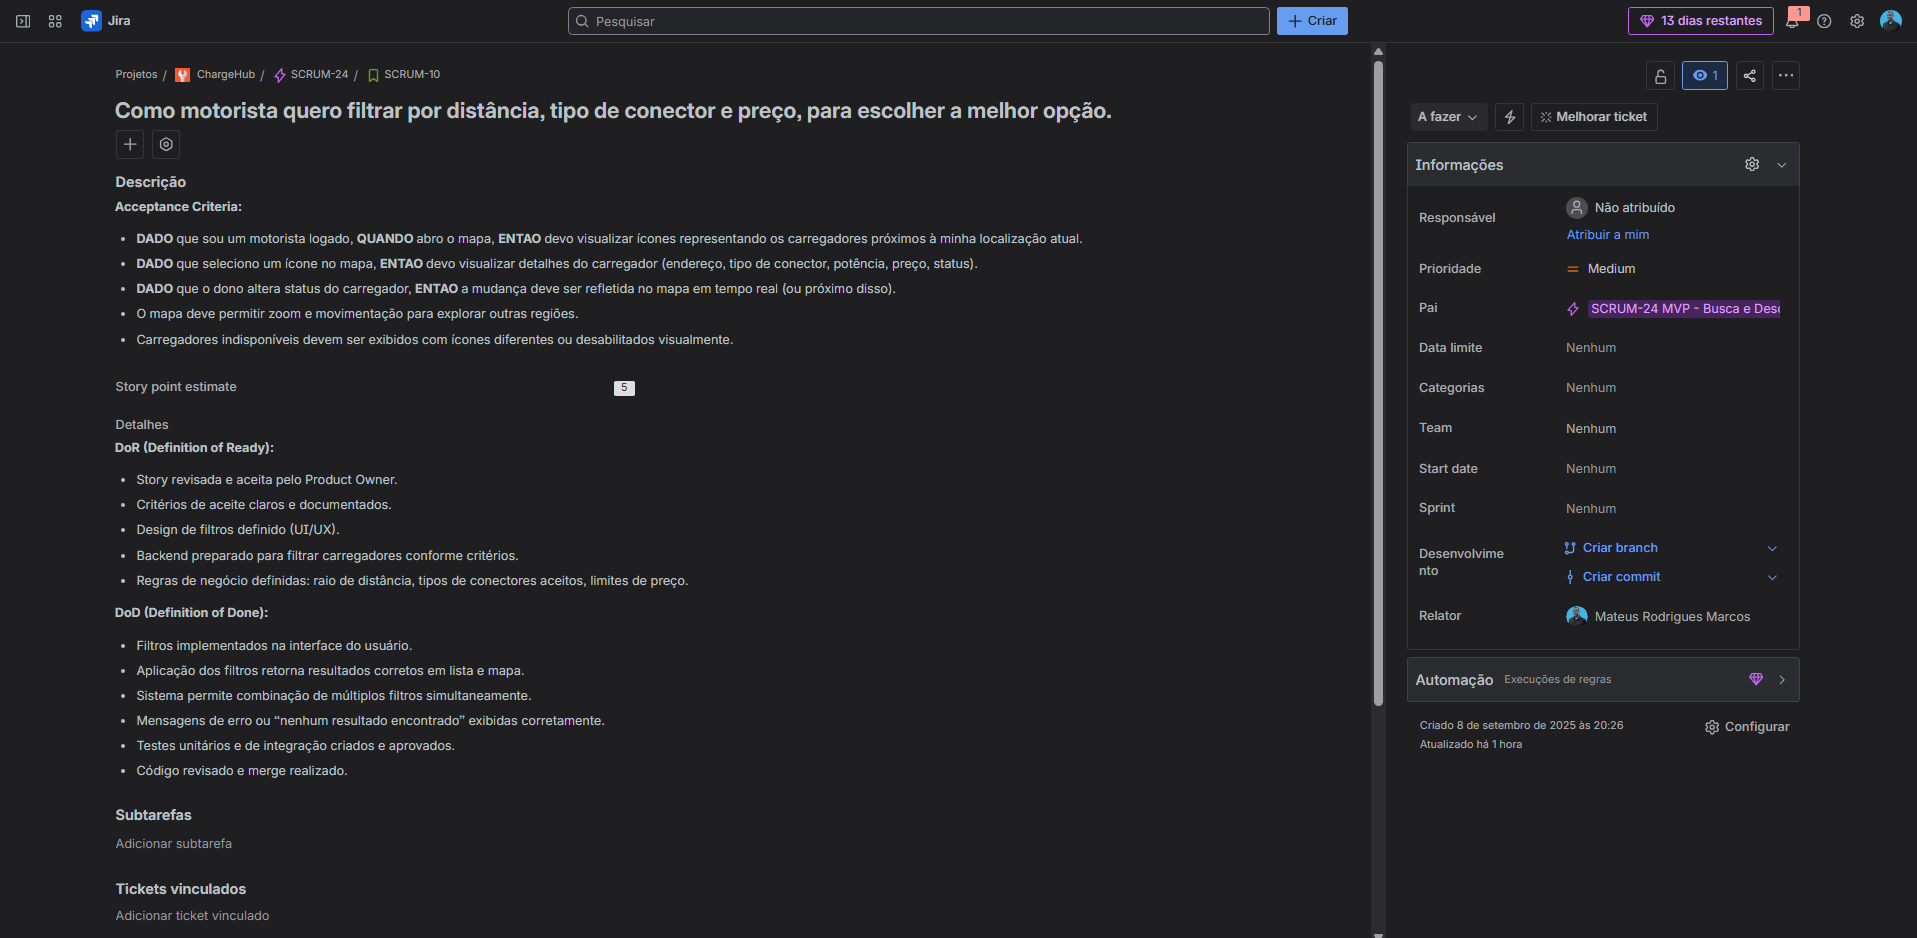 Jira
Pesquisar
Criar
13 dias restantes
1
Projetos / ChargeHub / SCRUM-24 / SCRUM-10
1
Como motorista quero filtrar por distância, tipo de conector e preço, para escolher a melhor opção.
A fazer
Melhorar ticket
Descrição
Acceptance Criteria:
• DADO que sou um motorista logado, QUANDO abro o mapa, ENTAO devo visualizar ícones representando os carregadores próximos à minha localização atual.
• DADO que seleciono um ícone no mapa, ENTAO devo visualizar detalhes do carregador (endereço, tipo de conector, potência, preço, status).
• DADO que o dono altera status do carregador, ENTAO a mudança deve ser refletida no mapa em tempo real (ou próximo disso).
• O mapa deve permitir zoom e movimentação para explorar outras regiões.
• Carregadores indisponíveis devem ser exibidos com ícones diferentes ou desabilitados visualmente.
Story point estimate 5
Detalhes
DoR (Definition of Ready):
• Story revisada e aceita pelo Product Owner.
• Critérios de aceite claros e documentados.
• Design de filtros definido (UI/UX).
• Backend preparado para filtrar carregadores conforme critérios.
• Regras de negócio definidas: raio de distância, tipos de conectores aceitos, limites de preço.
DoD (Definition of Done):
• Filtros implementados na interface do usuário.
• Aplicação dos filtros retorna resultados corretos em lista e mapa.
• Sistema permite combinação de múltiplos filtros simultaneamente.
• Mensagens de erro ou “nenhum resultado encontrado” exibidas corretamente.
• Testes unitários e de integração criados e aprovados.
• Código revisado e merge realizado.
Subtarefas
Adicionar subtarefa
Tickets vinculados
Adicionar ticket vinculado
Informações
Responsável Não atribuído
Atribuir a mim
Prioridade Medium
Pai SCRUM-24 MVP - Busca e Desc
Data limite Nenhum
Categorias Nenhum
Team Nenhum
Start date Nenhum
Sprint Nenhum
Desenvolvime
nto
Criar branch
Criar commit
Relator Mateus Rodrigues Marcos
Automação Execuções de regras
Criado 8 de setembro de 2025 às 20:26
Atualizado há 1 hora
Configurar